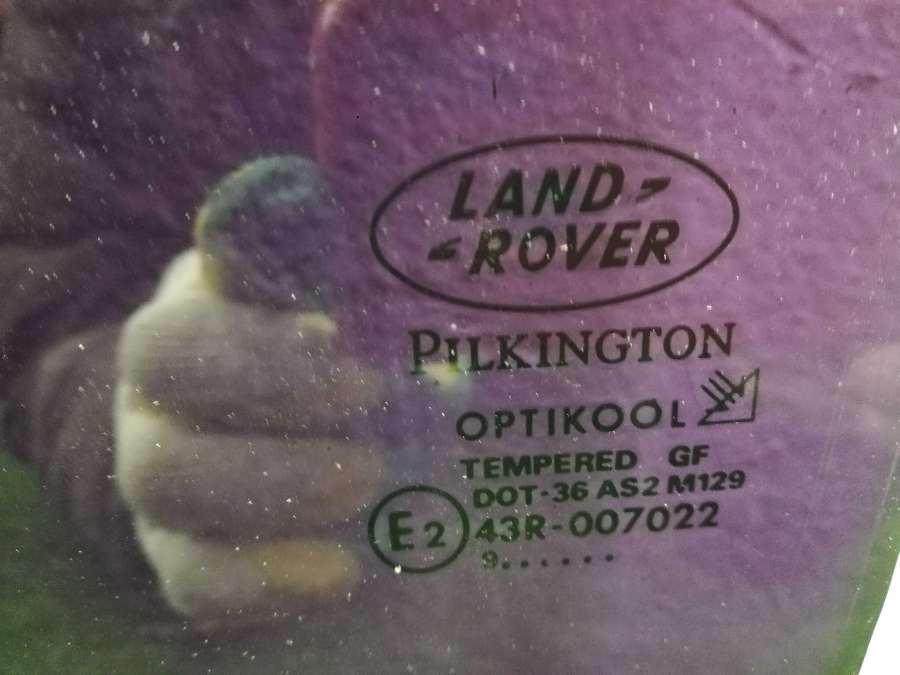 LAND
ROVER
PILKINGTON
OPTIKOOL
TEMPERED GF
DOT-36 AS2 M129
E2 43R-007022
9......